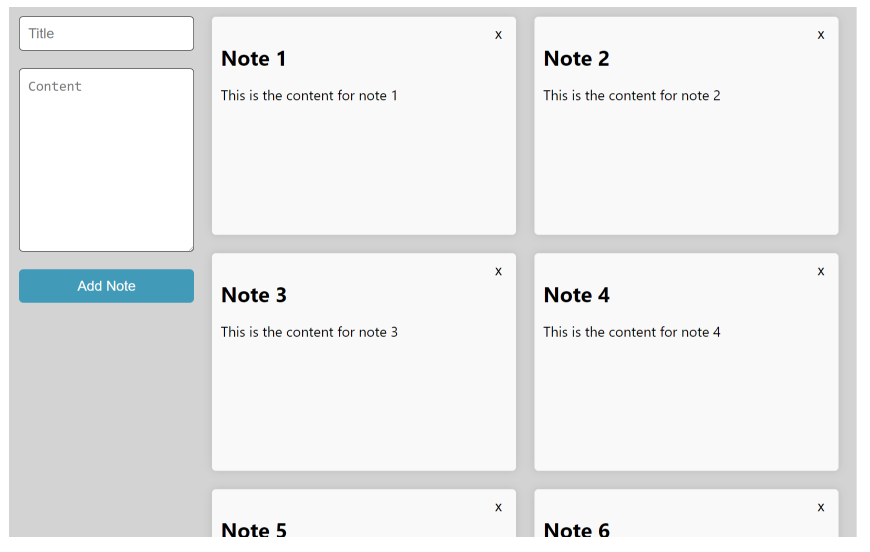 Title
Content
Add Note
x
Note 1
This is the content for note 1
x
Note 2
This is the content for note 2
x
Note 3
This is the content for note 3
x
Note 4
This is the content for note 4
x
Note 5
x
Note 6